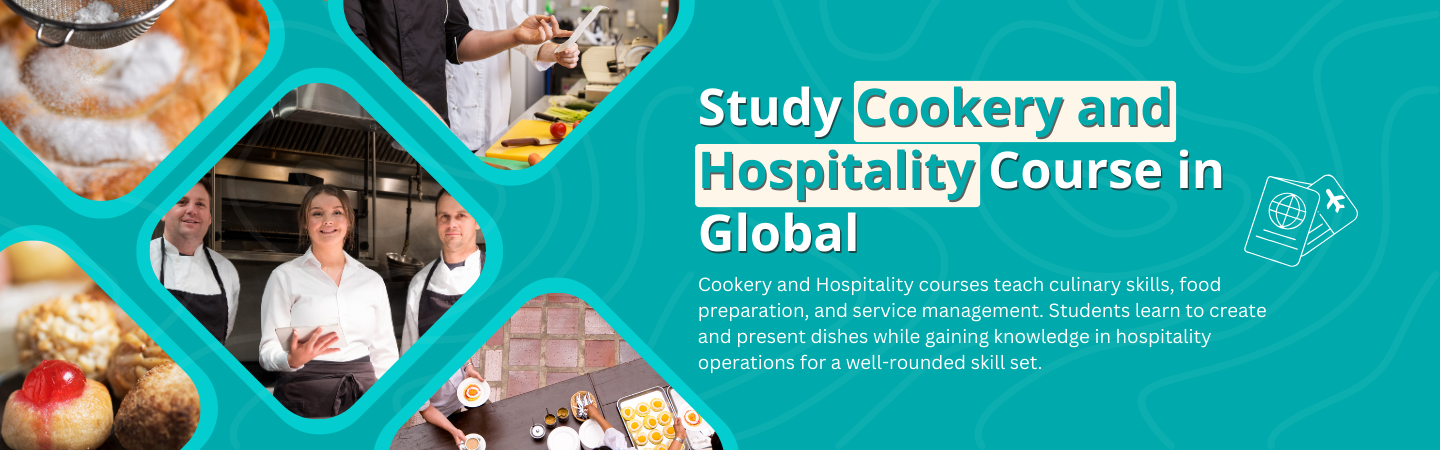 Study Cookery and
Hospitality Course in
Global
Cookery and Hospitality courses teach culinary skills, food
preparation, and service management. Students learn to create
and present dishes while gaining knowledge in hospitality
operations for a well-rounded skill set.